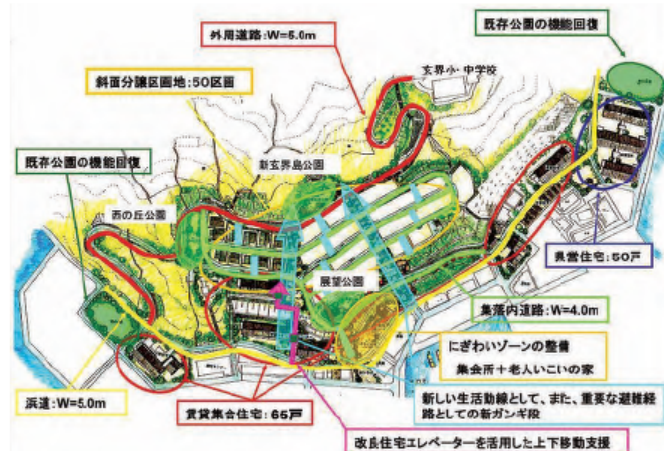 外用道路:W=5.0m
既存公園の機能回復
玄界小・中学校
斜面分譲区画地:50区画
新玄界島公園
既存公園の機能回復
西の丘公園
県営住宅:50戸
展望公園
集落内道路:W=4.0m
にぎわいゾーンの整備
集会所+老人いこいの家
浜道:W=5.0m
新しい生活動線として、また、重要な避難経
路としての新ガンギ段
賃貸集合住宅:65戸
改良住宅エレベーターを活用した上下移動支援